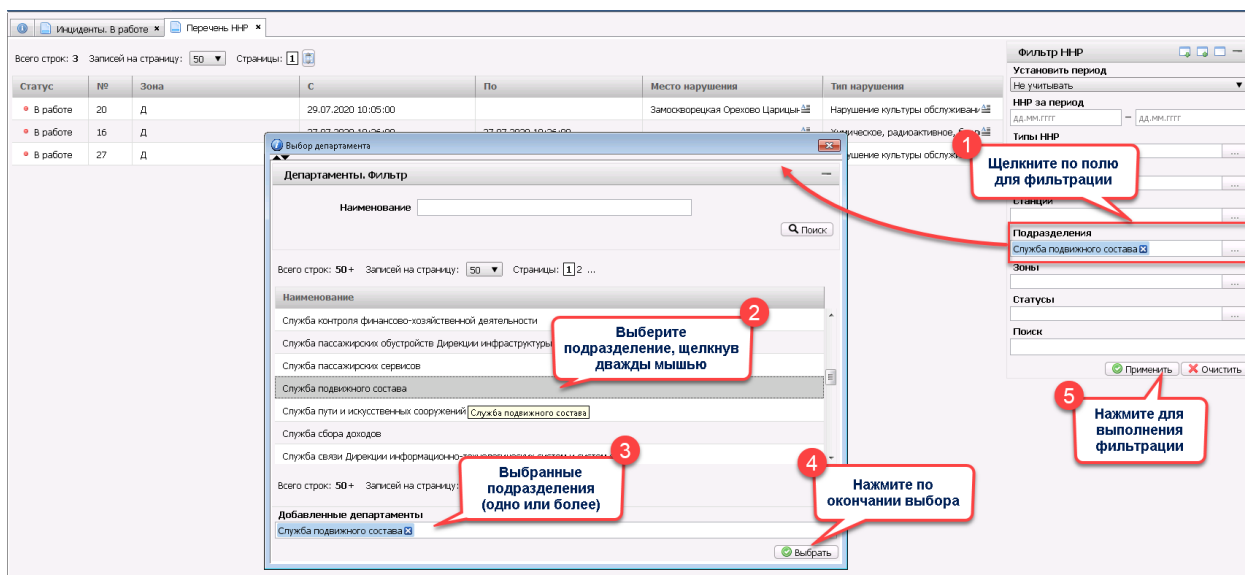 Инциденты. В работе × Перечень ННР ×
Всего строк: 3 Записей на страницу: 50 ▼ Страницы: 1
Статус № Зона С По Место нарушения Тип нарушения
В работе 20 Д 29.07.2020 10:05:00 Замоскворецкая Орехово Царицын Нарушение культуры обслуживани
В работе 16 Д
В работе 27 Д
Фильтр ННР
Установить период
Не учитывать
ННР за период
дд.мм.гггг – дд.мм.гггг
Типы ННР
...
...
Станции
...
Подразделения
Служба подвижного состава ...
Зоны
...
Статусы
...
Поиск
Применить Очистить
1
Щелкните по полю
для фильтрации
Выбор департамента
Департаменты. Фильтр
Наименование
Поиск
Всего строк: 50+ Записей на страницу: 50 ▼ Страницы: 1 2 ...
Наименование
Служба контроля финансово-хозяйственной деятельности
Служба пассажирских обустройств Дирекции инфраструктуры
Служба пассажирских сервисов
Служба подвижного состава
Служба пути и искусственных сооружений
Служба подвижного состава
Служба сбора доходов
Служба связи Дирекции
2
Выберите
подразделение, щелкнув
дважды мышью
3
Выбранные
подразделения
(одно или более)
Всего строк: 50+ Записей на страницу:
Добавленные департаменты
Служба подвижного состава
Выбрать
4
Нажмите по
окончании выбора
5
Нажмите для
выполнения
фильтрации